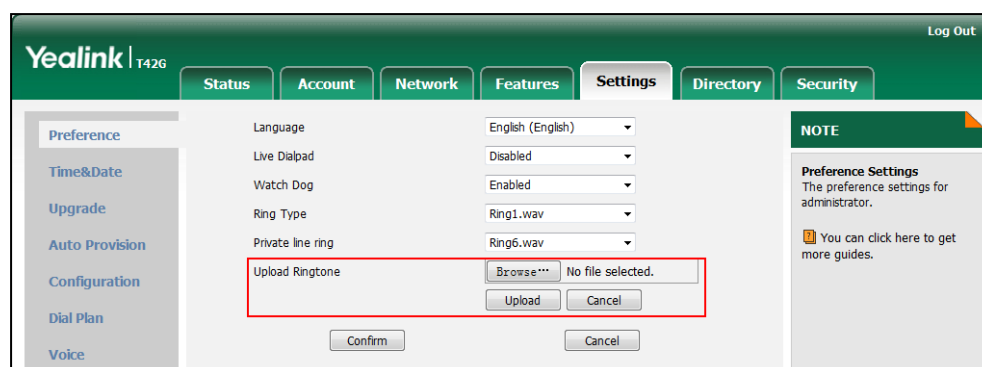 Log Out
Yealink | T42G
Status Account Network Features Settings Directory Security
Preference
Time&Date
Upgrade
Auto Provision
Configuration
Dial Plan
Voice
Language English (English)
Live Dialpad Disabled
Watch Dog Enabled
Ring Type Ring1.wav
Private line ring Ring6.wav
Upload Ringtone Browse... No file selected.
Upload Cancel
Confirm Cancel
NOTE
Preference Settings
The preference settings for
administrator.
You can click here to get
more guides.